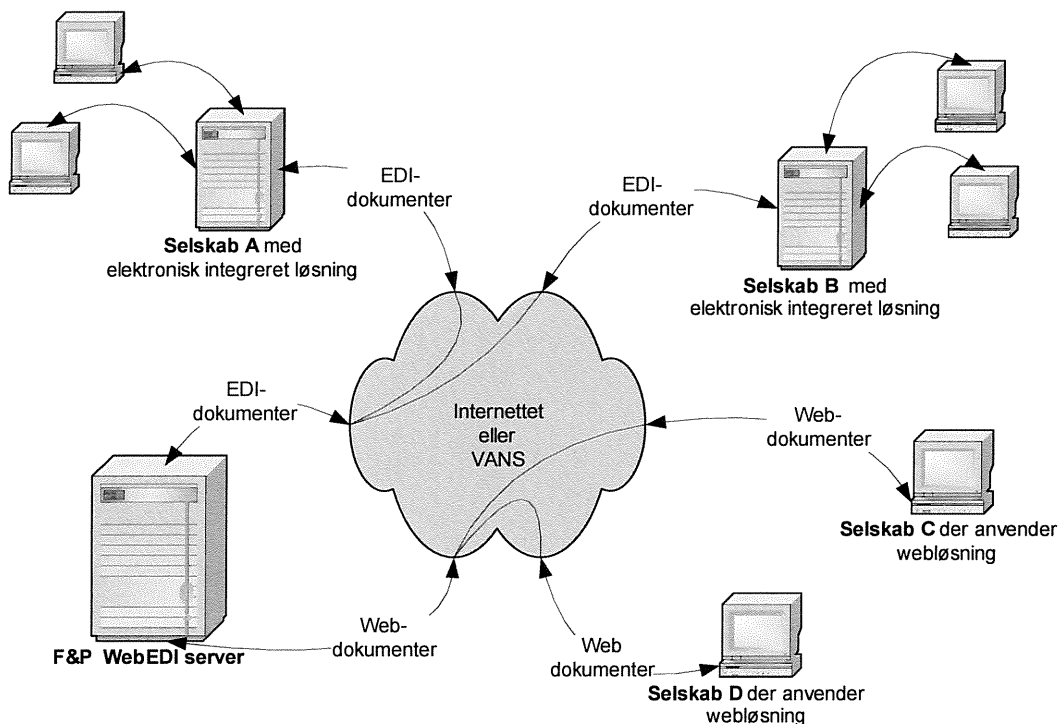 EDI-
dokumenter
EDI-
dokumenter
Selskab A med
elektronisk integreret løsning
Selskab B med
elektronisk integreret løsning
EDI-
dokumenter
Internettet
eller
VANS
Web-
dokumenter
Selskab C der anvender
webløsning
Web-
dokumenter
Web
dokumenter
F&P WebEDI server
Selskab D der anvender
webløsning